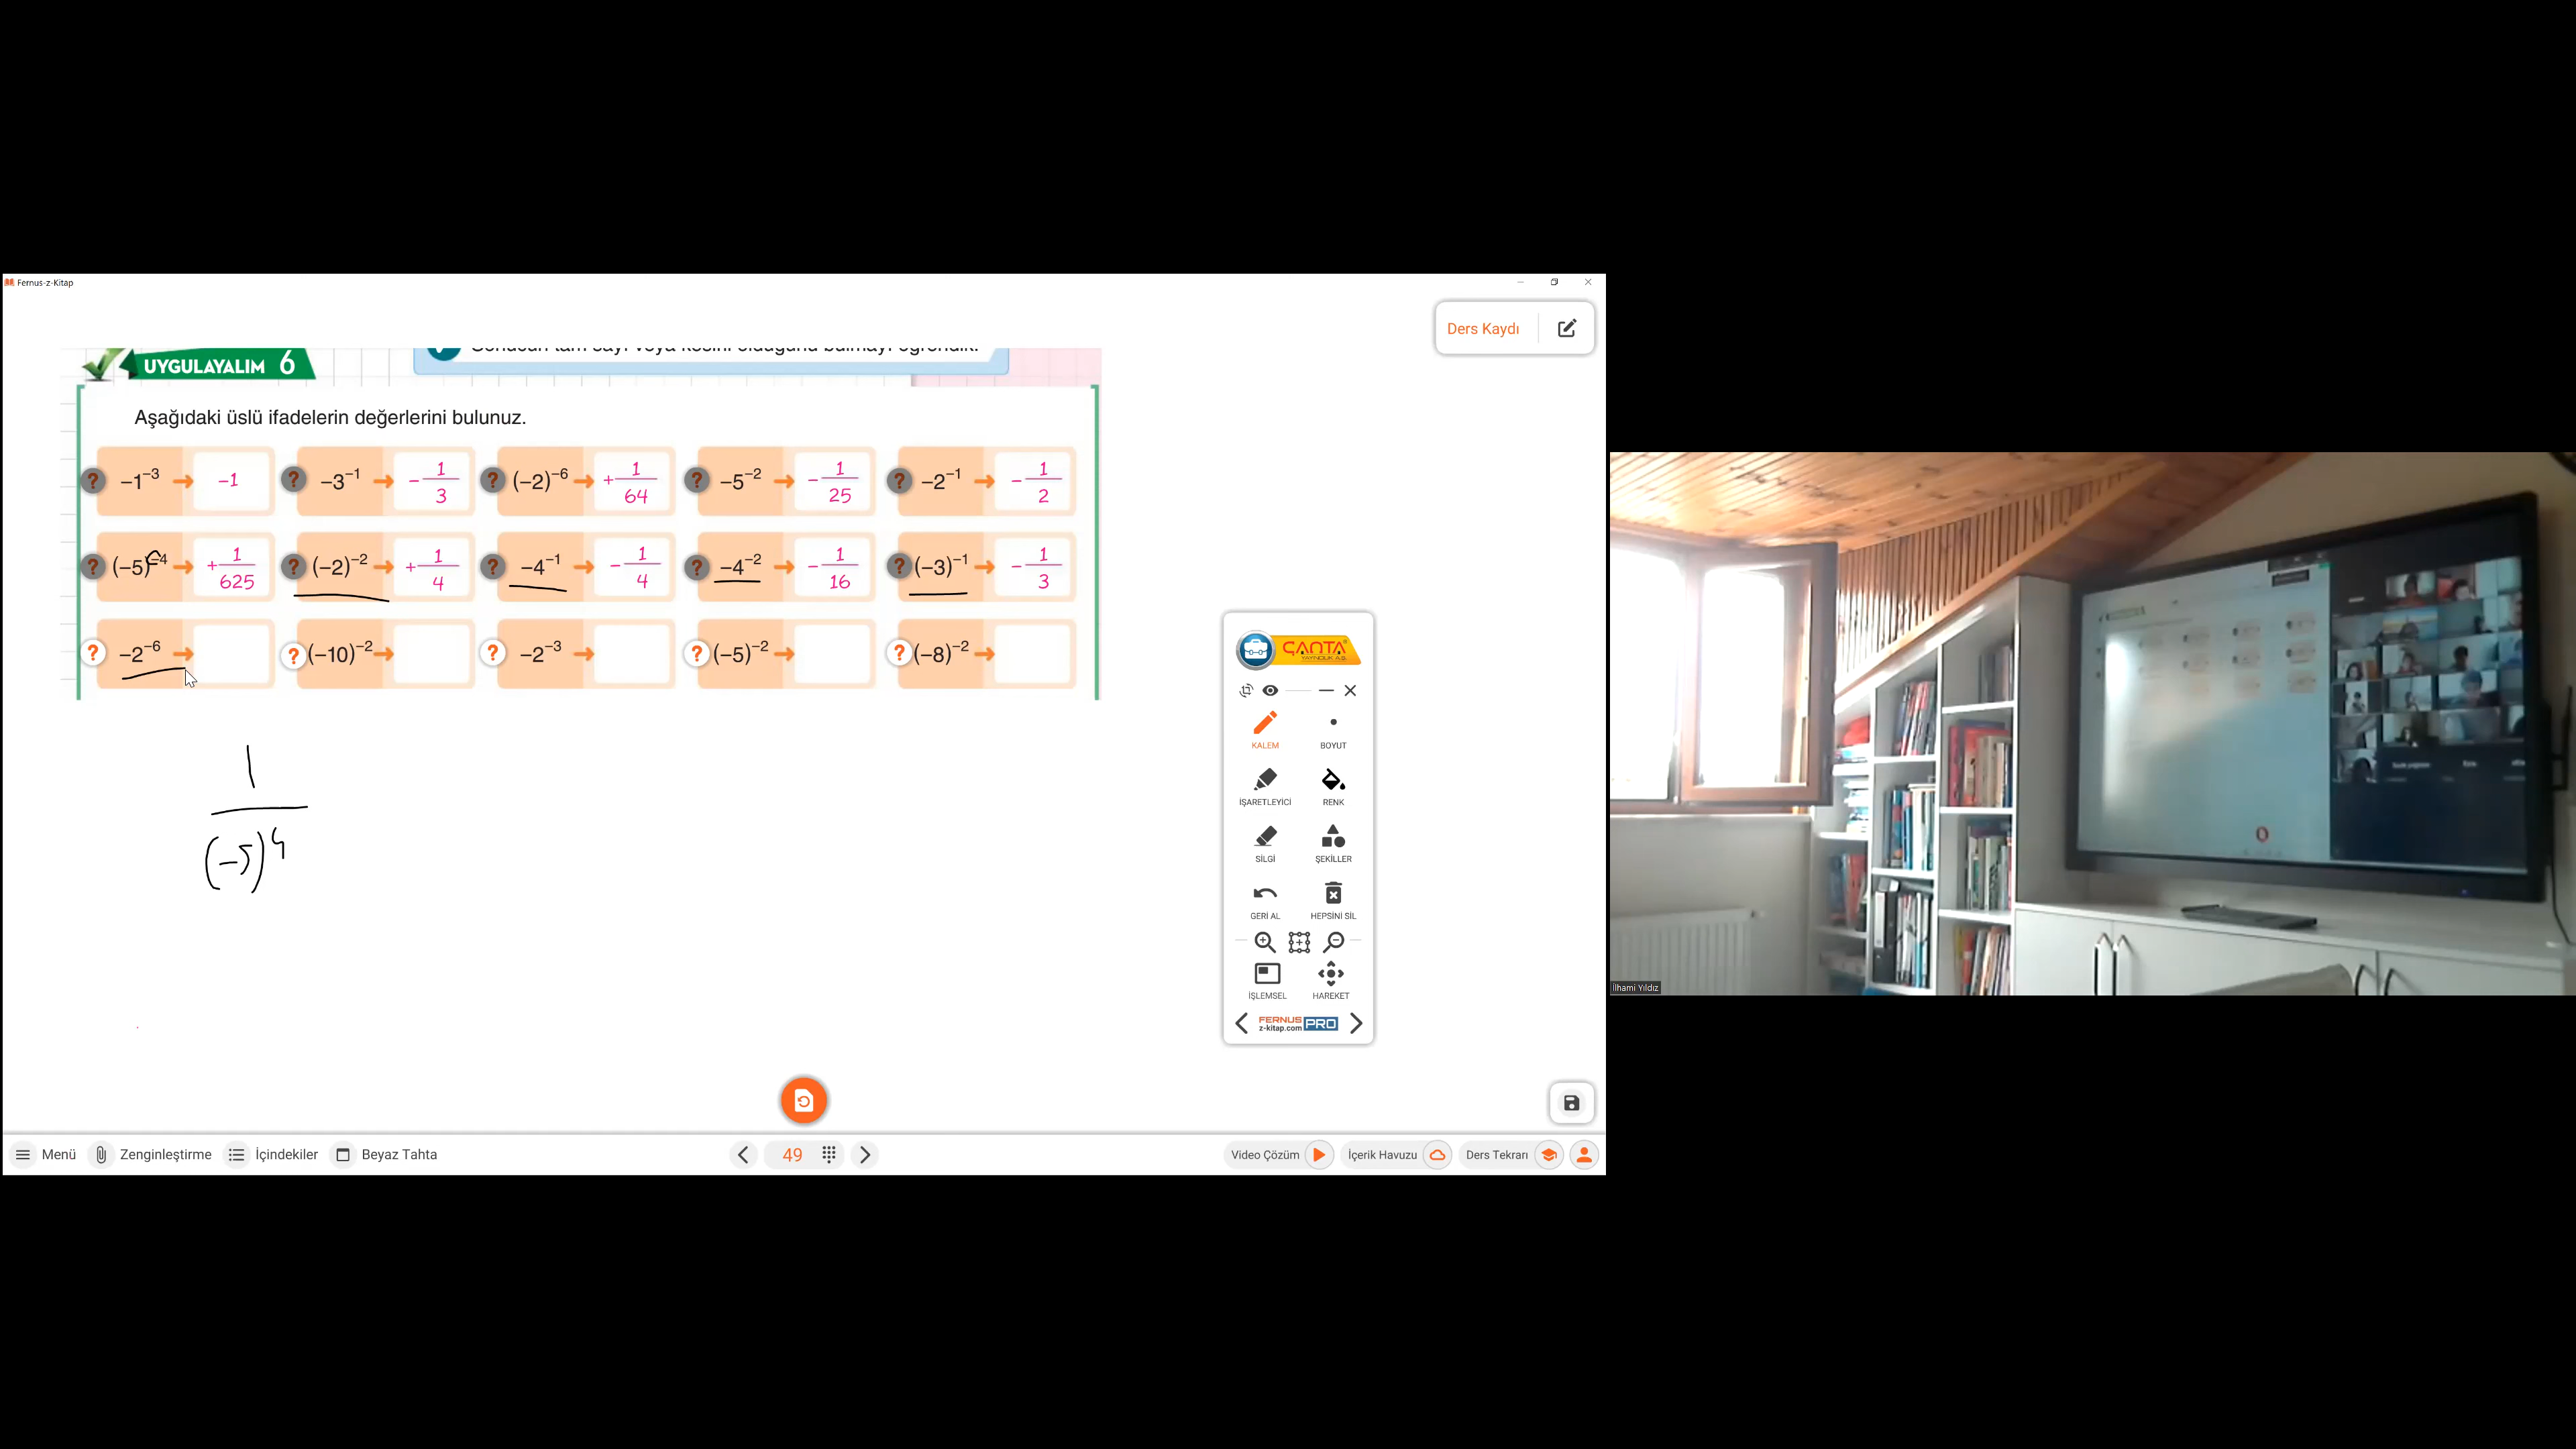 Fernus-z-Kitap
Ders Kaydı
UYGULAYALIM 6
Aşağıdaki üslü ifadelerin değerlerini bulunuz.
? −1⁻³ → −1 ? −3⁻¹ → −1/3 ? (−2)⁻⁶ → +1/64 ? −5⁻² → −1/25 ? −2⁻¹ → −1/2
? (−5)⁻⁴ → +1/625 ? (−2)⁻² → +1/4 ? −4⁻¹ → −1/4 ? −4⁻² → −1/16 ? (−3)⁻¹ → −1/3
? −2⁻⁶ → ? (−10)⁻² → ? −2⁻³ → ? (−5)⁻² → ? (−8)⁻² →
1
(−5)⁴
ÇANTA
YAYINCILIK A.Ş.
KALEM BOYUT
İŞARETLEYİCİ RENK
SİLGİ ŞEKİLLER
GERİ AL HEPSİNİ SİL
İŞLEMSEL HAREKET
FERNUS
z-kitap.com PRO
Menü Zenginleştirme İçindekiler Beyaz Tahta 49 Video Çözüm İçerik Havuzu Ders Tekrarı
İlhami Yıldız